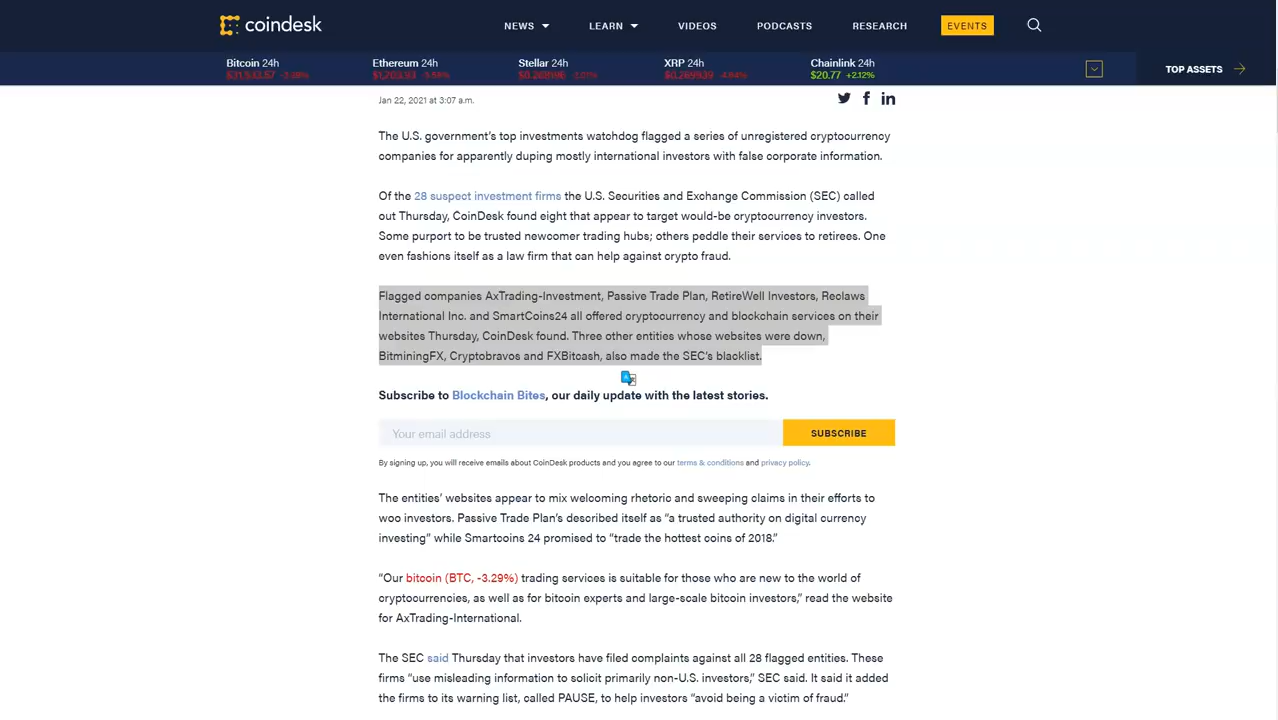 coindesk
NEWS LEARN VIDEOS PODCASTS RESEARCH EVENTS
Bitcoin 24h Ethereum 24h Stellar 24h XRP 24h Chainlink 24h
$20.77 +2.12%
TOP ASSETS
Jan 22, 2021 at 3:07 a.m.
The U.S. government's top investments watchdog flagged a series of unregistered cryptocurrency
companies for apparently duping mostly international investors with false corporate information.
Of the 28 suspect investment firms the U.S. Securities and Exchange Commission (SEC) called
out Thursday, CoinDesk found eight that appear to target would-be cryptocurrency investors.
Some purport to be trusted newcomer trading hubs; others peddle their services to retirees. One
even fashions itself as a law firm that can help against crypto fraud.
Flagged companies AxTrading-Investment, Passive Trade Plan, RetireWell Investors, Reclaws
International Inc. and SmartCoins24 all offered cryptocurrency and blockchain services on their
websites Thursday, CoinDesk found. Three other entities whose websites were down,
BitminingFX, Cryptobravos and FXBitcash, also made the SEC's blacklist.
Subscribe to Blockchain Bites, our daily update with the latest stories.
Your email address
SUBSCRIBE
By signing up, you will receive emails about CoinDesk products and you agree to our terms & conditions and privacy policy.
The entities' websites appear to mix welcoming rhetoric and sweeping claims in their efforts to
woo investors. Passive Trade Plan's described itself as "a trusted authority on digital currency
investing" while Smartcoins 24 promised to "trade the hottest coins of 2018."
"Our bitcoin (BTC, -3.29%) trading services is suitable for those who are new to the world of
cryptocurrencies, as well as for bitcoin experts and large-scale bitcoin investors," read the website
for AxTrading-International.
The SEC said Thursday that investors have filed complaints against all 28 flagged entities. These
firms "use misleading information to solicit primarily non-U.S. investors," SEC said. It said it added
the firms to its warning list, called PAUSE, to help investors "avoid being a victim of fraud."